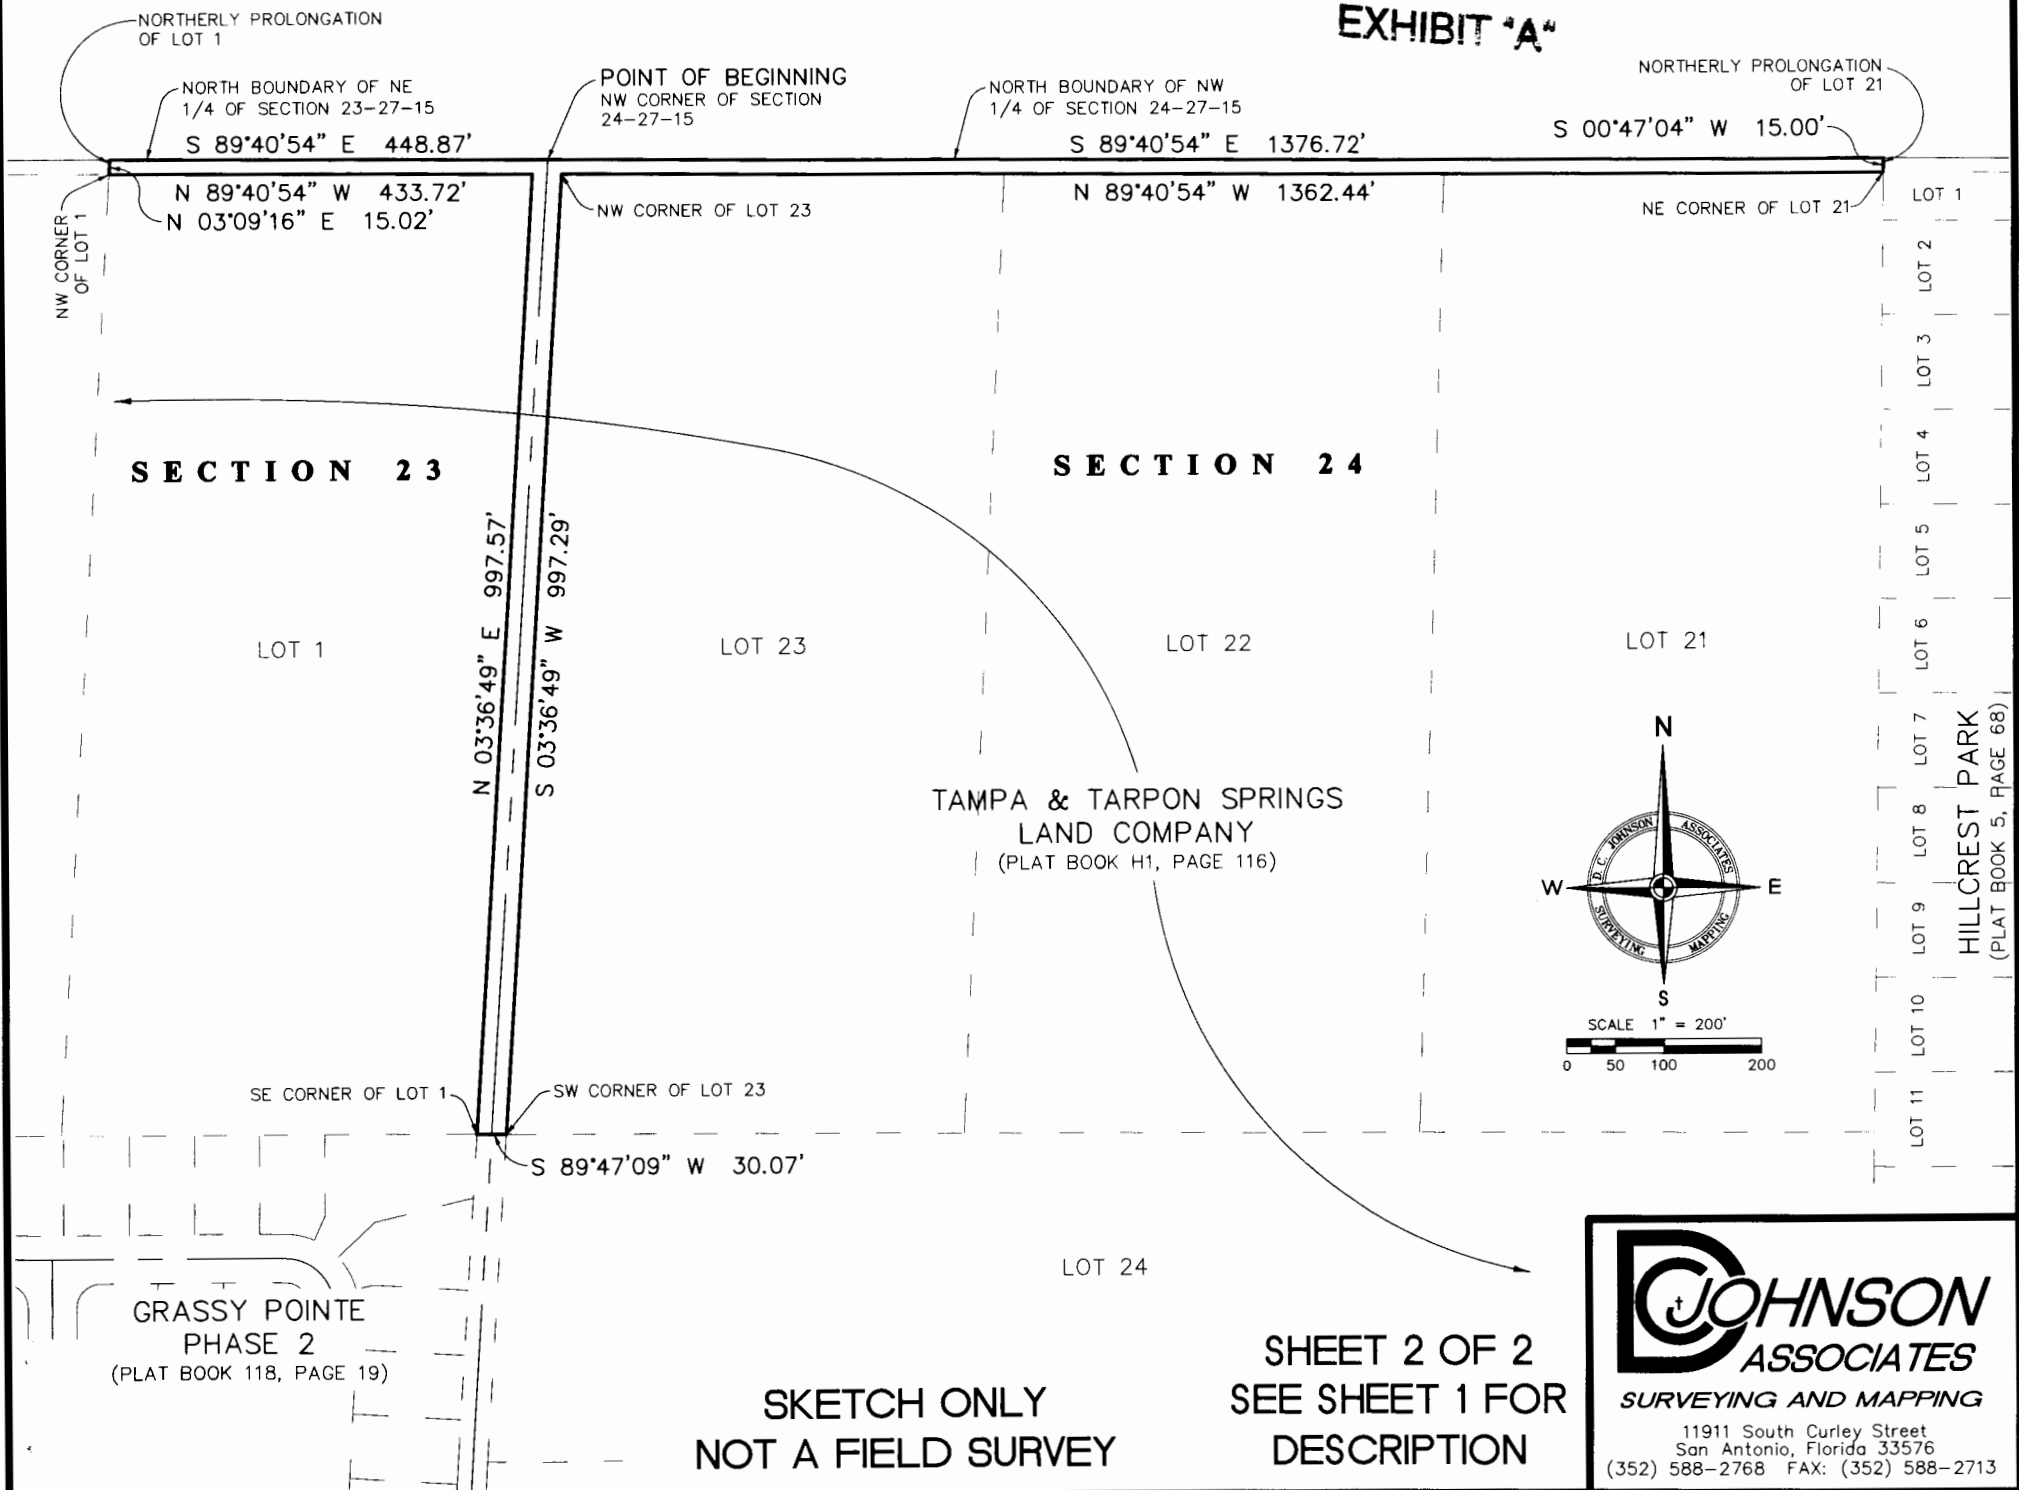 EXHIBIT "A"
NORTHERLY PROLONGATION
OF LOT 1
NORTH BOUNDARY OF NE
1/4 OF SECTION 23-27-15
POINT OF BEGINNING
NW CORNER OF SECTION
24-27-15
NORTH BOUNDARY OF NW
1/4 OF SECTION 24-27-15
NORTHERLY PROLONGATION
OF LOT 21
S 89°40'54" E 448.87'
S 89°40'54" E 1376.72'
S 00°47'04" W 15.00'
N 89°40'54" W 433.72'
N 03°09'16" E 15.02'
NW CORNER
OF LOT 1
NW CORNER OF LOT 23
N 89°40'54" W 1362.44'
NE CORNER OF LOT 21
LOT 1
LOT 2
LOT 3
LOT 4
LOT 5
LOT 6
LOT 7
LOT 8
LOT 9
LOT 10
LOT 11
HILLCREST PARK
(PLAT BOOK 5, PAGE 68)
SECTION 23
SECTION 24
N 03°36'49" E 997.57'
S 03°36'49" W 997.29'
LOT 1
LOT 23
LOT 22
LOT 21
TAMPA & TARPON SPRINGS
LAND COMPANY
(PLAT BOOK H1, PAGE 116)
N
W
E
S
D. C. JOHNSON ASSOCIATES
SURVEYING MAPPING
SCALE 1" = 200'
0 50 100 200
SE CORNER OF LOT 1
SW CORNER OF LOT 23
S 89°47'09" W 30.07'
LOT 24
GRASSY POINTE
PHASE 2
(PLAT BOOK 118, PAGE 19)
SKETCH ONLY
NOT A FIELD SURVEY
SHEET 2 OF 2
SEE SHEET 1 FOR
DESCRIPTION
DC JOHNSON
ASSOCIATES
SURVEYING AND MAPPING
11911 South Curley Street
San Antonio, Florida 33576
(352) 588-2768 FAX: (352) 588-2713